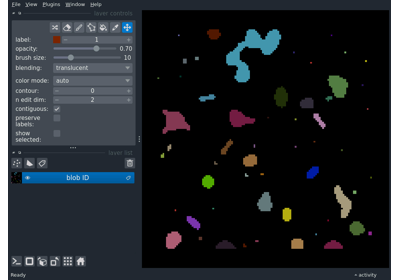 File View Plugins Window Help
layer controls
label: 1
opacity: 0.70
brush size: 10
blending: translucent
color mode: auto
contour: 0
n edit dim: 2
contiguous:
preserve labels:
show selected:
layer list
blob ID
Ready
activity